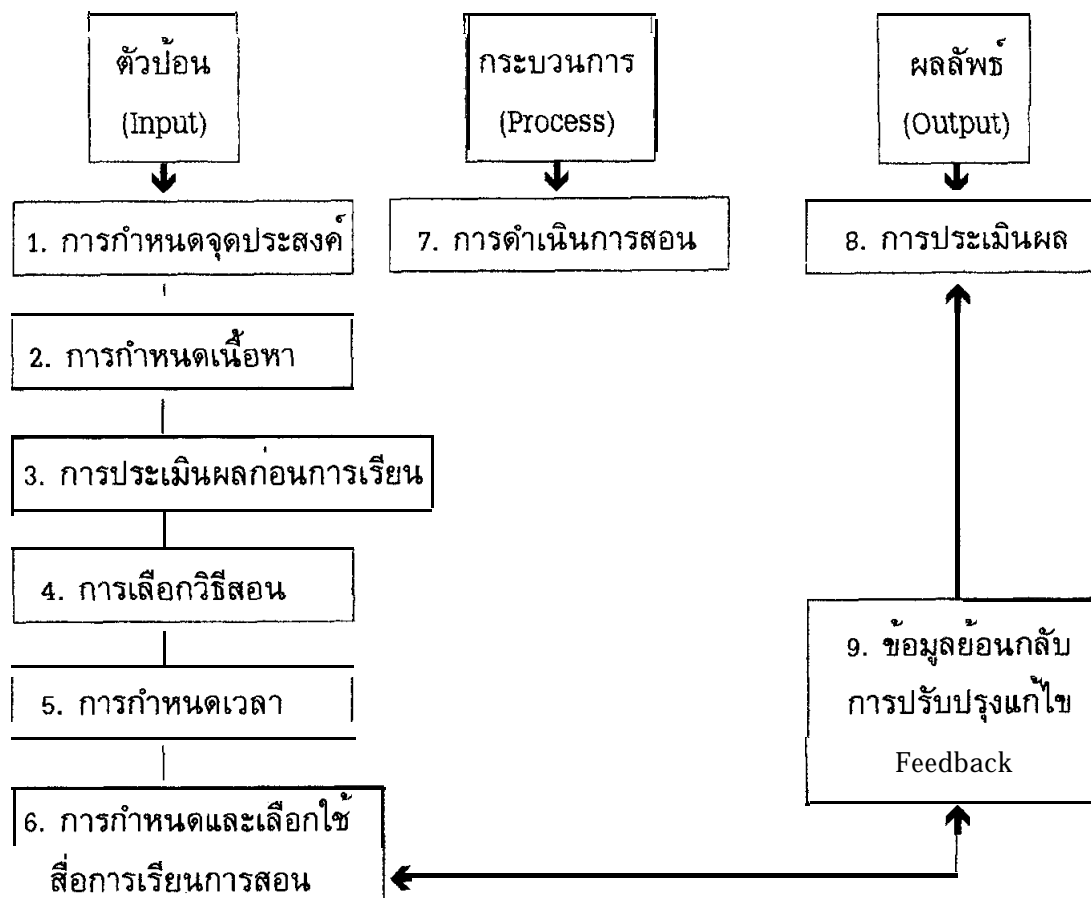 ตัวป้อน
(Input)
กระบวนการ
(Process)
ผลลัพธ์
(Output)
1. การกำหนดจุดประสงค์
7. การดำเนินการสอน
8. การประเมินผล
2. การกำหนดเนื้อหา
3. การประเมินผลก่อนการเรียน
4. การเลือกวิธีสอน
5. การกำหนดเวลา
6. การกำหนดและเลือกใช้
สื่อการเรียนการสอน
9. ข้อมูลย้อนกลับ
การปรับปรุงแก้ไข
Feedback